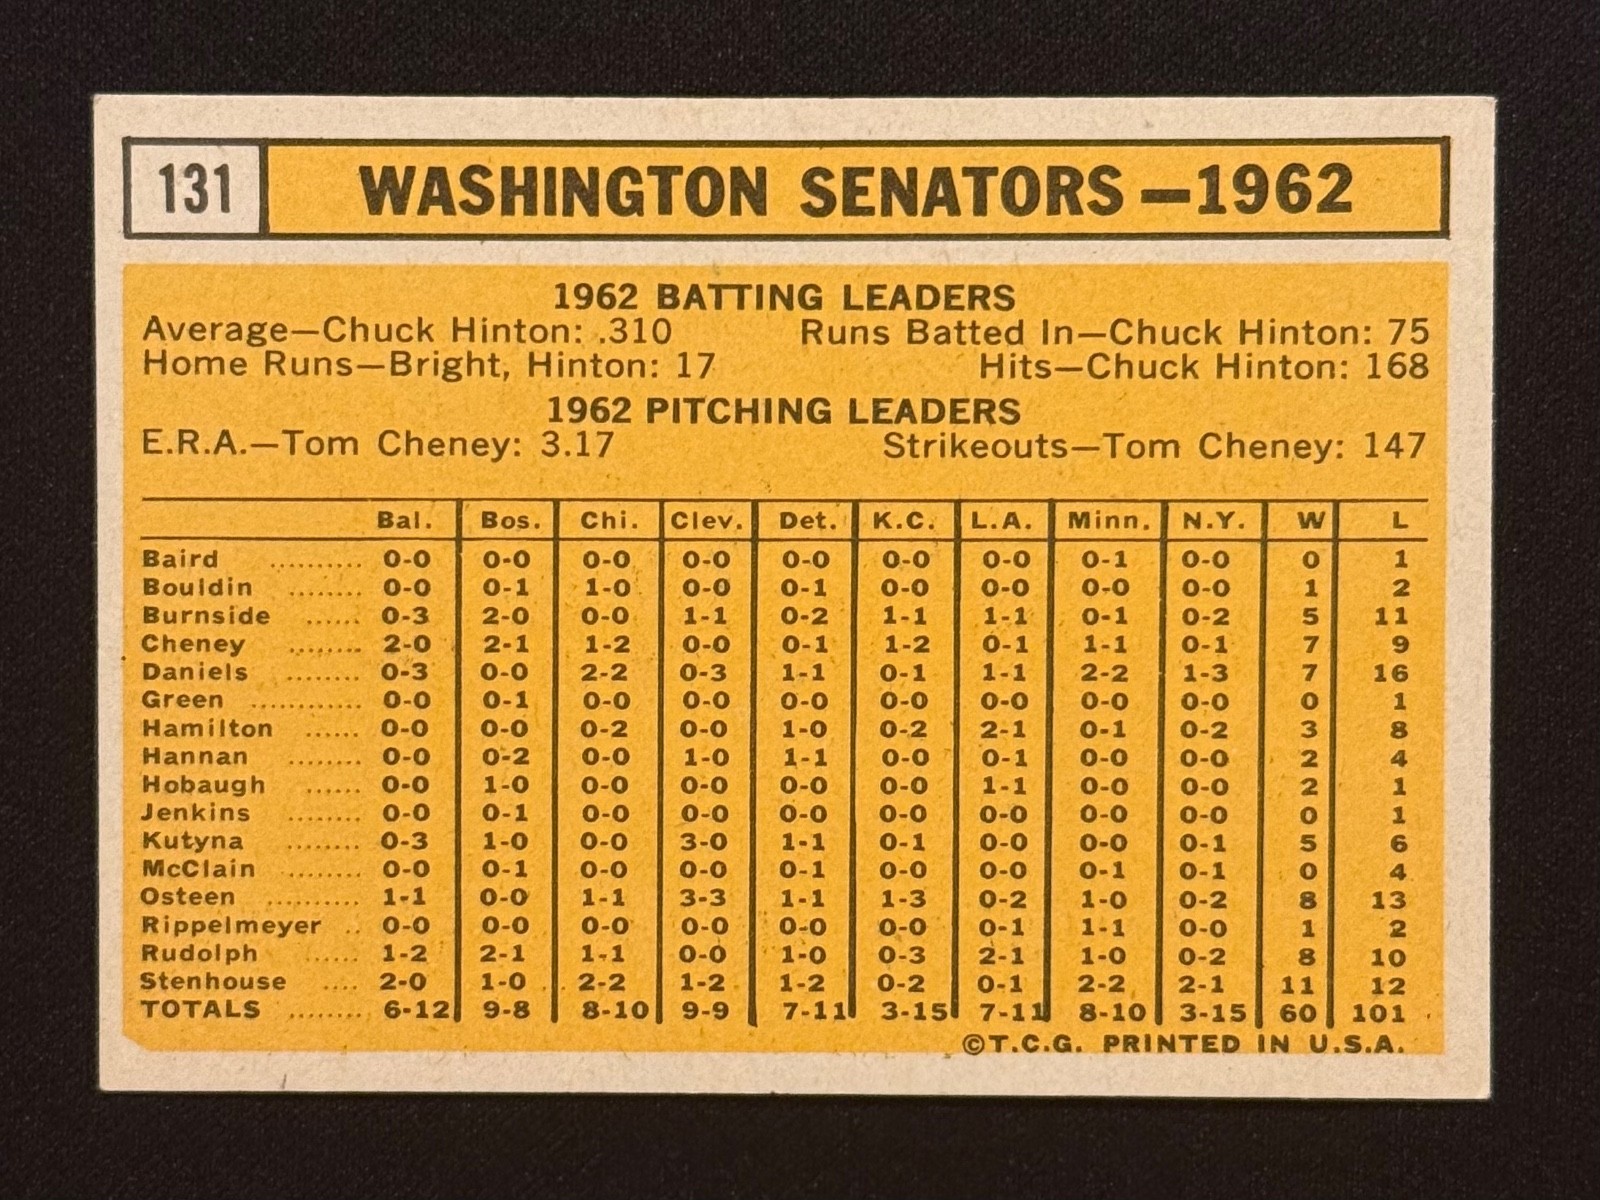 131 WASHINGTON SENATORS—1962
1962 BATTING LEADERS
Average—Chuck Hinton: .310 Runs Batted In—Chuck Hinton: 75
Home Runs—Bright, Hinton: 17 Hits—Chuck Hinton: 168
1962 PITCHING LEADERS
E.R.A.—Tom Cheney: 3.17 Strikeouts—Tom Cheney: 147
Bal. Bos. Chi. Clev. Det. K.C. L.A. Minn. N.Y. W L
Baird .......... 0-0 0-0 0-0 0-0 0-0 0-0 0-0 0-1 0-0 0 1
Bouldin ........ 0-0 0-1 1-0 0-0 0-1 0-0 0-0 0-0 0-0 1 2
Burnside ...... 0-3 2-0 0-0 1-1 0-2 1-1 1-1 0-1 0-2 5 11
Cheney ........ 2-0 2-1 1-2 0-0 0-1 1-2 0-1 1-1 0-1 7 9
Daniels ........ 0-3 0-0 2-2 0-3 1-1 0-1 1-1 2-2 1-3 7 16
Green ............ 0-0 0-1 0-0 0-0 0-0 0-0 0-0 0-0 0-0 0 1
Hamilton ...... 0-0 0-0 0-2 0-0 1-0 0-2 2-1 0-1 0-2 3 8
Hannan ........ 0-0 0-2 0-0 1-0 1-1 0-0 0-1 0-0 0-0 2 4
Hobaugh ...... 0-0 1-0 0-0 0-0 0-0 0-0 1-1 0-0 0-0 2 1
Jenkins ........ 0-0 0-1 0-0 0-0 0-0 0-0 0-0 0-0 0-0 0 1
Kutyna ........ 0-3 1-0 0-0 3-0 1-1 0-1 0-0 0-0 0-1 5 6
McClain ........ 0-0 0-1 0-0 0-0 0-1 0-0 0-0 0-1 0-1 0 4
Osteen .......... 1-1 0-0 1-1 3-3 1-1 1-3 0-2 1-0 0-2 8 13
Rippelmeyer .. 0-0 0-0 0-0 0-0 0-0 0-0 0-1 1-1 0-0 1 2
Rudolph ...... 1-2 2-1 1-1 0-0 1-0 0-3 2-1 1-0 0-2 8 10
Stenhouse .... 2-0 1-0 2-2 1-2 1-2 0-2 0-1 2-2 2-1 11 12
TOTALS ........ 6-12 9-8 8-10 9-9 7-11 3-15 7-11 8-10 3-15 60 101
©T.C.G. PRINTED IN U.S.A.